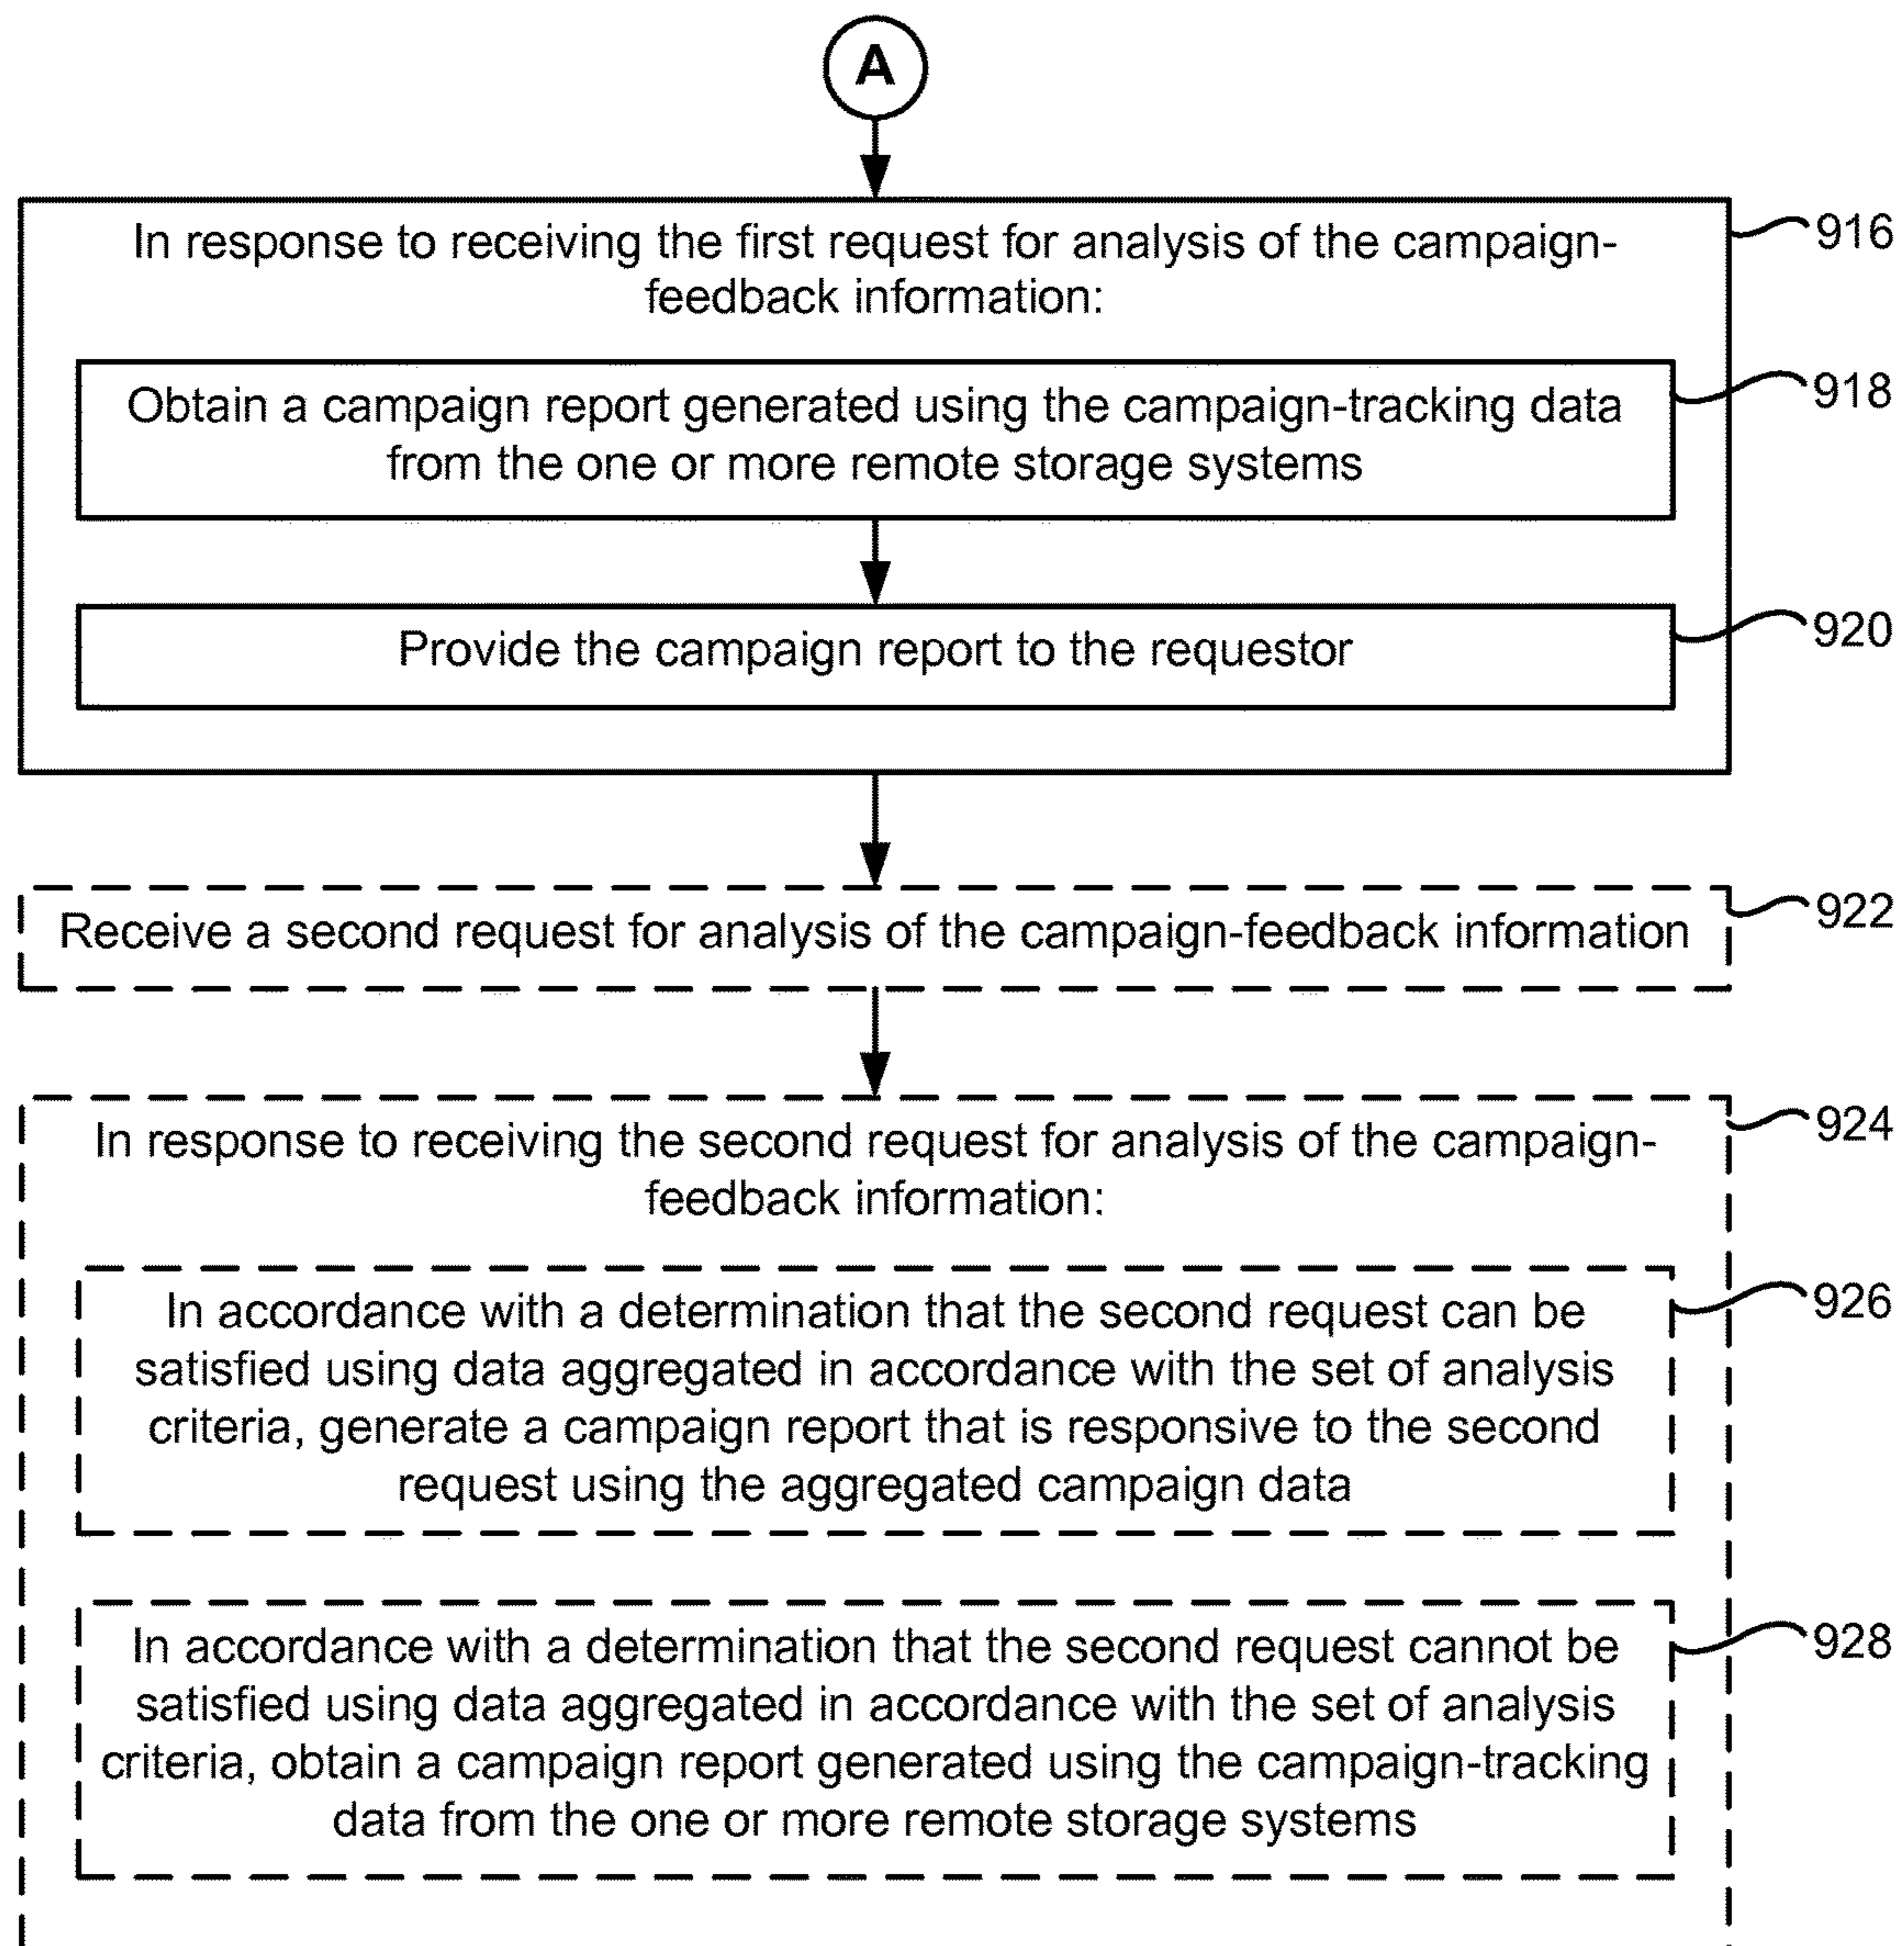 A
In response to receiving the first request for analysis of the campaign-
feedback information:
916
Obtain a campaign report generated using the campaign-tracking data
from the one or more remote storage systems
918
Provide the campaign report to the requestor
920
Receive a second request for analysis of the campaign-feedback information
922
In response to receiving the second request for analysis of the campaign-
feedback information:
924
In accordance with a determination that the second request can be
satisfied using data aggregated in accordance with the set of analysis
criteria, generate a campaign report that is responsive to the second
request using the aggregated campaign data
926
In accordance with a determination that the second request cannot be
satisfied using data aggregated in accordance with the set of analysis
criteria, obtain a campaign report generated using the campaign-tracking
data from the one or more remote storage systems
928